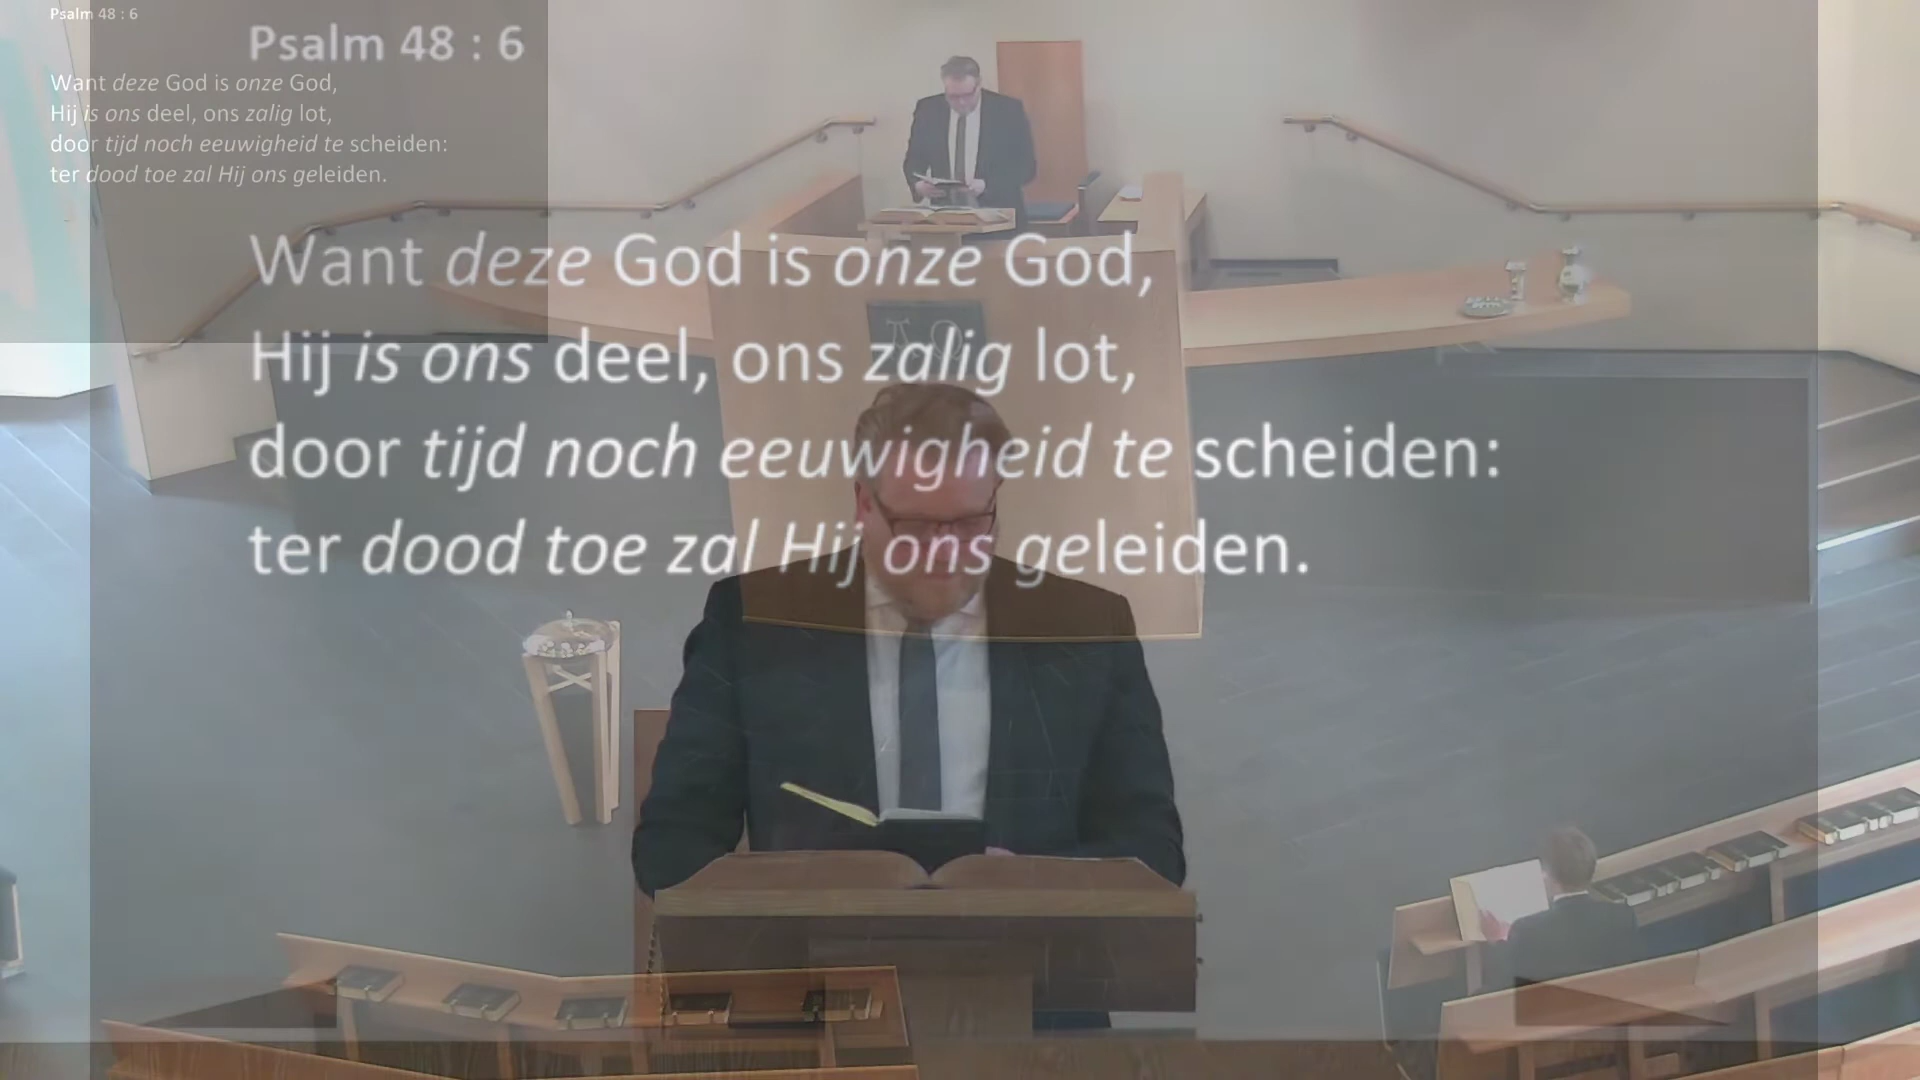 Psalm 48 : 6
Want deze God is onze God,
Hij is ons deel, ons zalig lot,
door tijd noch eeuwigheid te scheiden:
ter dood toe zal Hij ons geleiden.
Psalm 48 : 6
Want deze God is onze God,
Hij is ons deel, ons zalig lot,
door tijd noch eeuwigheid te scheiden:
ter dood toe zal Hij ons geleiden.